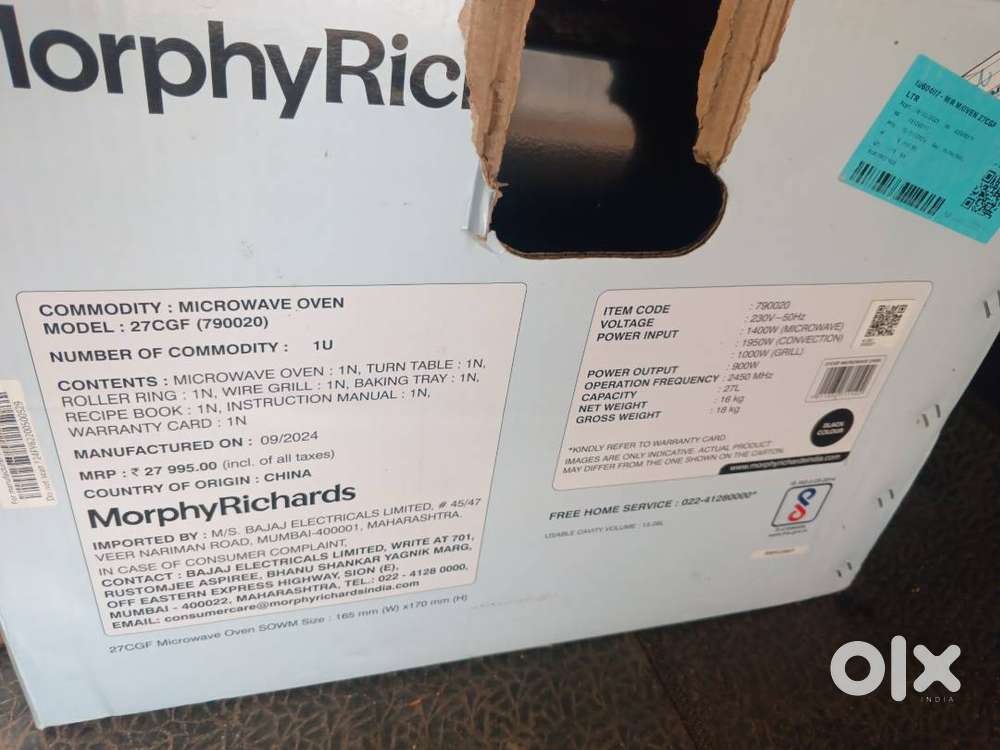 MorphyRic
LTR
COMMODITY : MICROWAVE OVEN
MODEL : 27CGF (790020)
NUMBER OF COMMODITY : 1U
CONTENTS : MICROWAVE OVEN : 1N, TURN TABLE : 1N,
ROLLER RING : 1N, WIRE GRILL : 1N, BAKING TRAY : 1N,
RECIPE BOOK : 1N, INSTRUCTION MANUAL : 1N,
WARRANTY CARD : 1N
MANUFACTURED ON : 09/2024
MRP : ₹ 27 995.00 (incl. of all taxes)
COUNTRY OF ORIGIN : CHINA
MorphyRichards
IMPORTED BY : M/S. BAJAJ ELECTRICALS LIMITED, # 45/47
VEER NARIMAN ROAD, MUMBAI-400001, MAHARASHTRA.
IN CASE OF CONSUMER COMPLAINT,
CONTACT : BAJAJ ELECTRICALS LIMITED, WRITE AT 701,
RUSTOMJEE ASPIREE, BHANU SHANKAR YAGNIK MARG,
OFF EASTERN EXPRESS HIGHWAY, SION (E),
MUMBAI - 400022, MAHARASHTRA. TEL.: 022 - 4128 0000,
EMAIL: consumercare@morphyrichardsindia.com
27CGF Microwave Oven SOWM Size : 165 mm (W) x170 mm (H)
ITEM CODE : 790020
VOLTAGE : 230V~50Hz
POWER INPUT : 1400W (MICROWAVE)
: 1950W (CONVECTION)
1000W (GRILL)
POWER OUTPUT : 900W
OPERATION FREQUENCY : 2450 MHz
CAPACITY : 27L
NET WEIGHT : 16 kg
GROSS WEIGHT : 18 kg
BLACK
COLOUR
*KINDLY REFER TO WARRANTY CARD
IMAGES ARE ONLY INDICATIVE. ACTUAL PRODUCT
MAY DIFFER FROM THE ONE SHOWN ON THE CARTON.
www.morphyrichardsindia.com
FREE HOME SERVICE : 022-41280000*
USABLE CAVITY VOLUME :
olx
INDIA